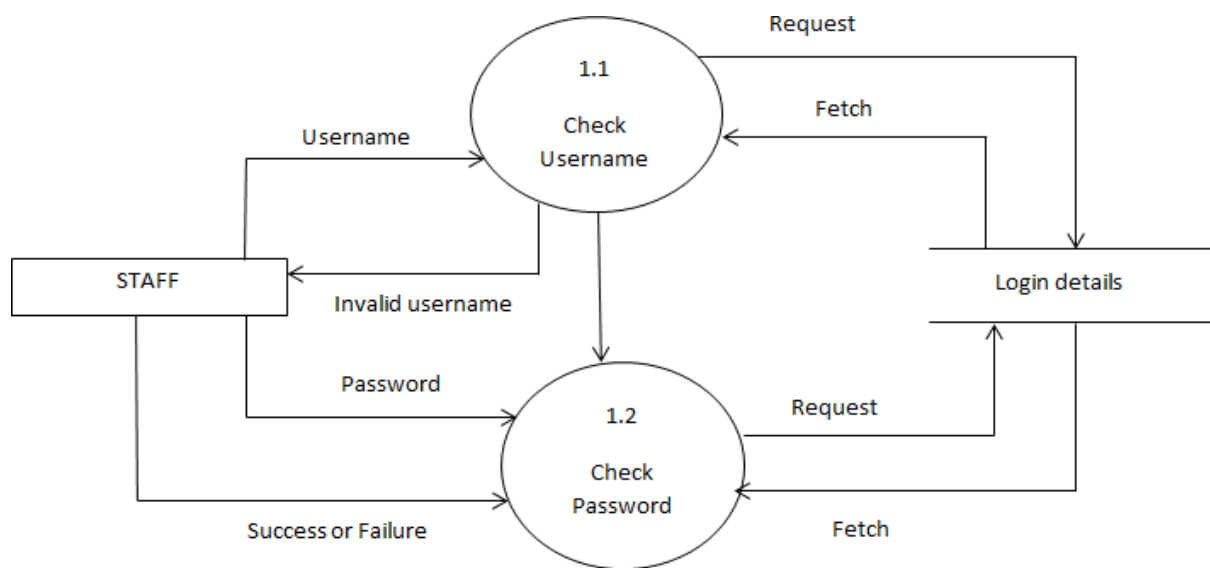 Request
1.1
Fetch
Check
Username
Username
STAFF
Login details
Invalid username
Password
1.2
Request
Check
Password
Success or Failure
Fetch